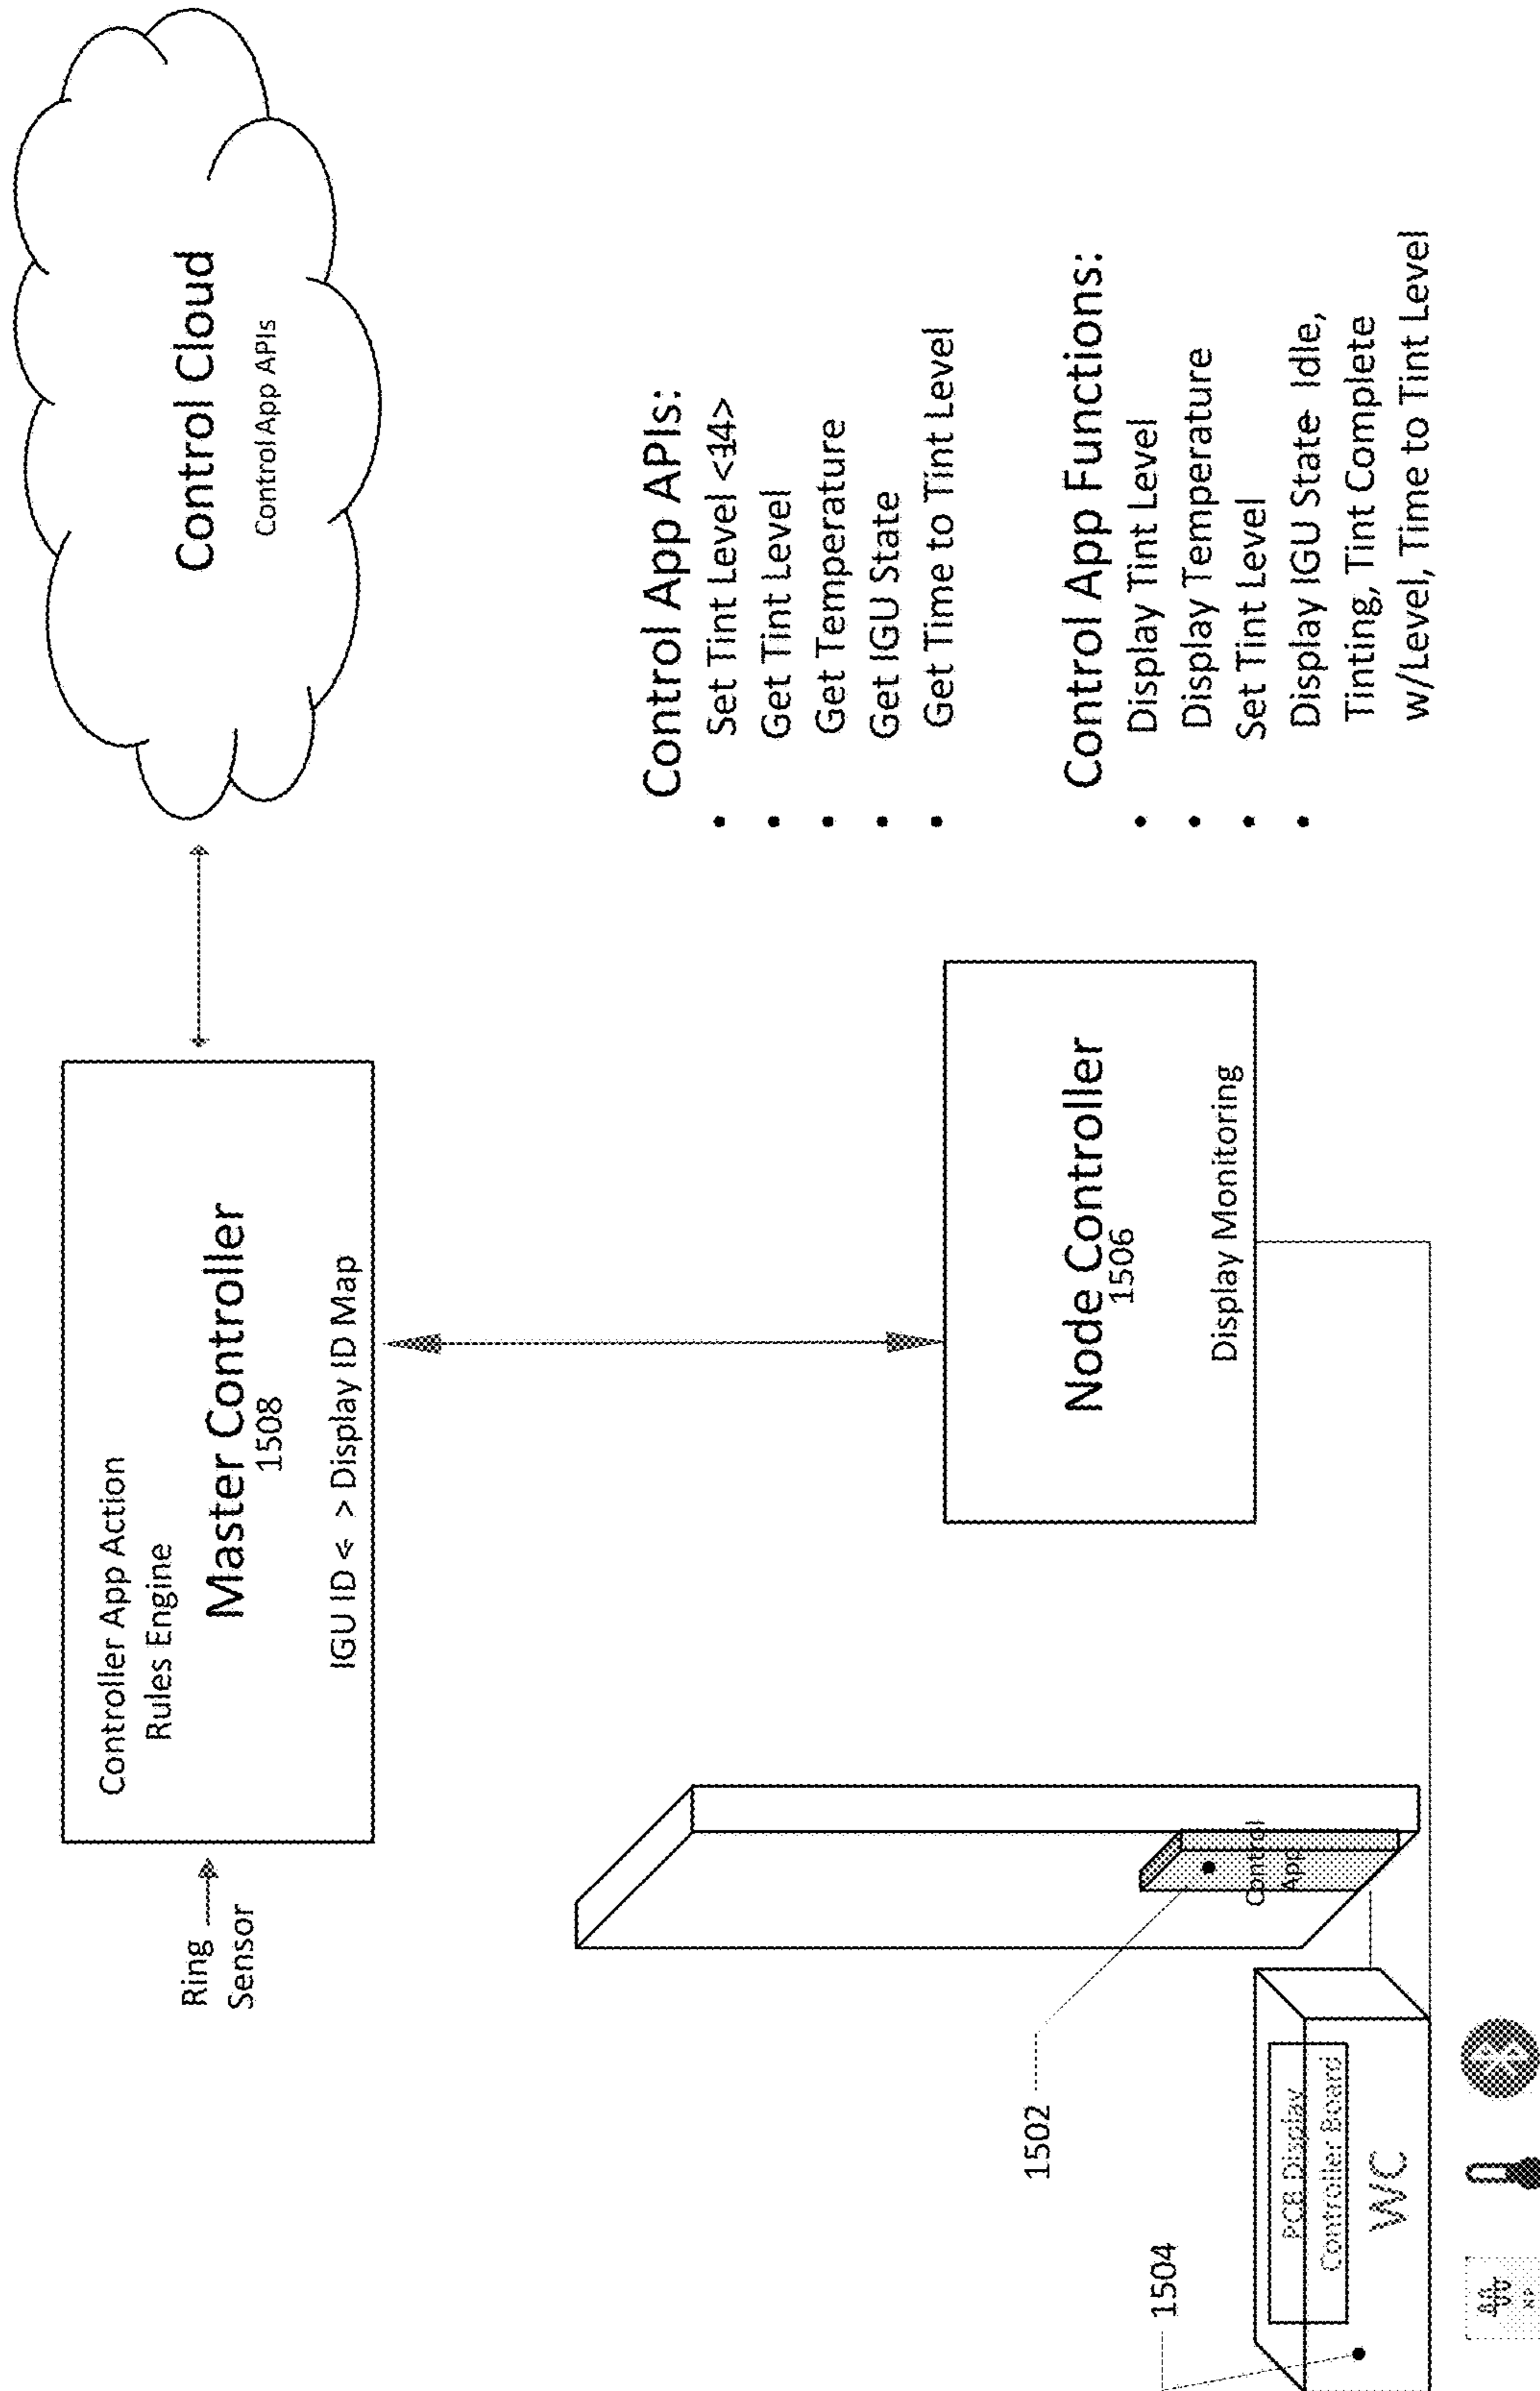 Ring
Sensor
Controller App Action
Rules Engine
Master Controller
1508
IGU ID < > Display ID Map
Control Cloud
Control App APIs
Control App APIs:
• Set Tint Level <14>
• Get Tint Level
• Get Temperature
• Get IGU State
• Get Time to Tint Level
Control App Functions:
• Display Tint Level
• Display Temperature
• Set Tint Level
• Display IGU State Idle,
Tinting, Tint Complete
w/Level, Time to Tint Level
Node Controller
1506
Display Monitoring
1502
Control
App
1504
PCB Display
Controller Board
WC